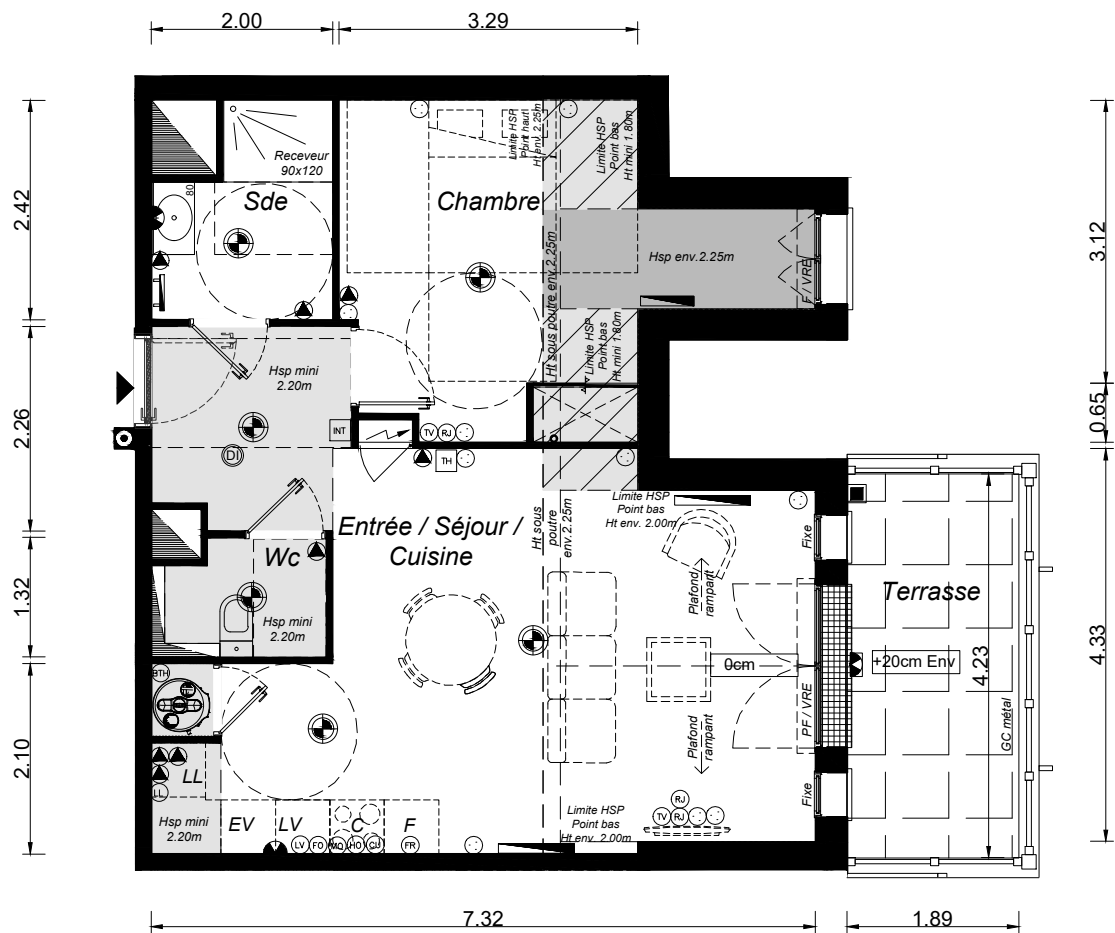 2.00
3.29
2.42
2.26
1.32
2.10
3.12
0.65
4.33
Receveur
90x120
80
Sde
Chambre
Limite HSP
Point haut
Ht env. 2.25m
Limite HSP
Point bas
Ht mini 1.80m
Ht sous poutre env.2.25m
Hsp env.2.25m
F / VRE
Limite HSP
Point bas
Ht mini 1.80m
Hsp mini
2.20m
INT
DI
TV
RJ
TH
Entrée / Séjour /
Cuisine
Ht sous
poutre
env.2.25m
Limite HSP
Point bas
Ht env. 2.00m
Fixe
Wc
Hsp mini
2.20m
Plafond
rampant
Terrasse
0cm
+20cm Env
4.23
GC métal
PF / VRE
BTH
Plafond
rampant
Fixe
LL
LL
Hsp mini
2.20m
EV
LV
C
F
LV
FO
MO
HO
CU
FR
Limite HSP
Point bas
Ht env. 2.00m
RJ
TV
RJ
7.32
1.89